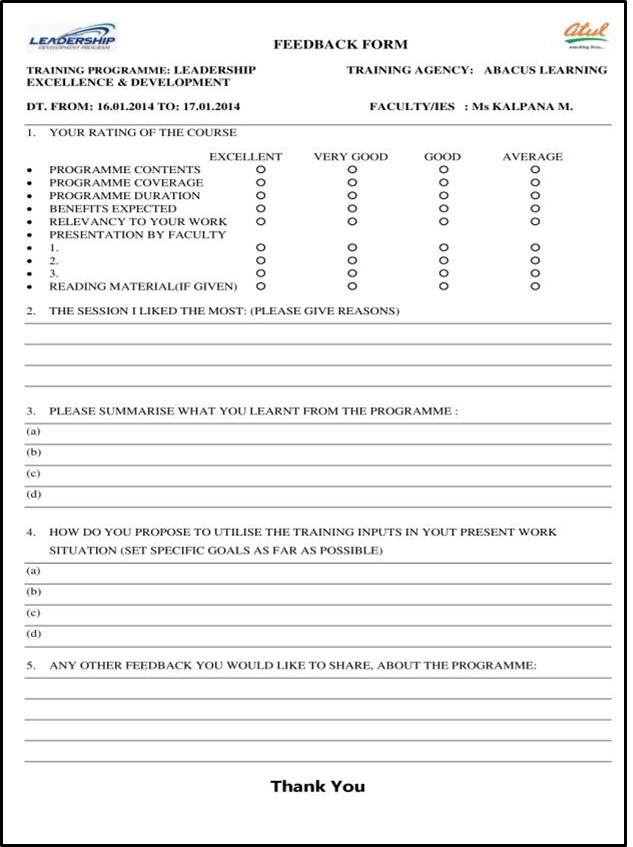 LEADERSHIP
DEVELOPMENT PROGRAM
atul
FEEDBACK FORM
TRAINING PROGRAMME: LEADERSHIP EXCELLENCE & DEVELOPMENT
TRAINING AGENCY: ABACUS LEARNING
DT. FROM: 16.01.2014 TO: 17.01.2014
FACULTY/IES : Ms KALPANA M.
1. YOUR RATING OF THE COURSE
EXCELLENT VERY GOOD GOOD AVERAGE
• PROGRAMME CONTENTS O O O O
• PROGRAMME COVERAGE O O O O
• PROGRAMME DURATION O O O O
• BENEFITS EXPECTED O O O O
• RELEVANCY TO YOUR WORK O O O O
• PRESENTATION BY FACULTY
• 1. O O O O
• 2. O O O O
• 3. O O O O
• READING MATERIAL(IF GIVEN) O O O O
2. THE SESSION I LIKED THE MOST: (PLEASE GIVE REASONS)
3. PLEASE SUMMARISE WHAT YOU LEARNT FROM THE PROGRAMME :
(a)
(b)
(c)
(d)
4. HOW DO YOU PROPOSE TO UTILISE THE TRAINING INPUTS IN YOUT PRESENT WORK
SITUATION (SET SPECIFIC GOALS AS FAR AS POSSIBLE)
(a)
(b)
(c)
(d)
5. ANY OTHER FEEDBACK YOU WOULD LIKE TO SHARE, ABOUT THE PROGRAMME:
Thank You